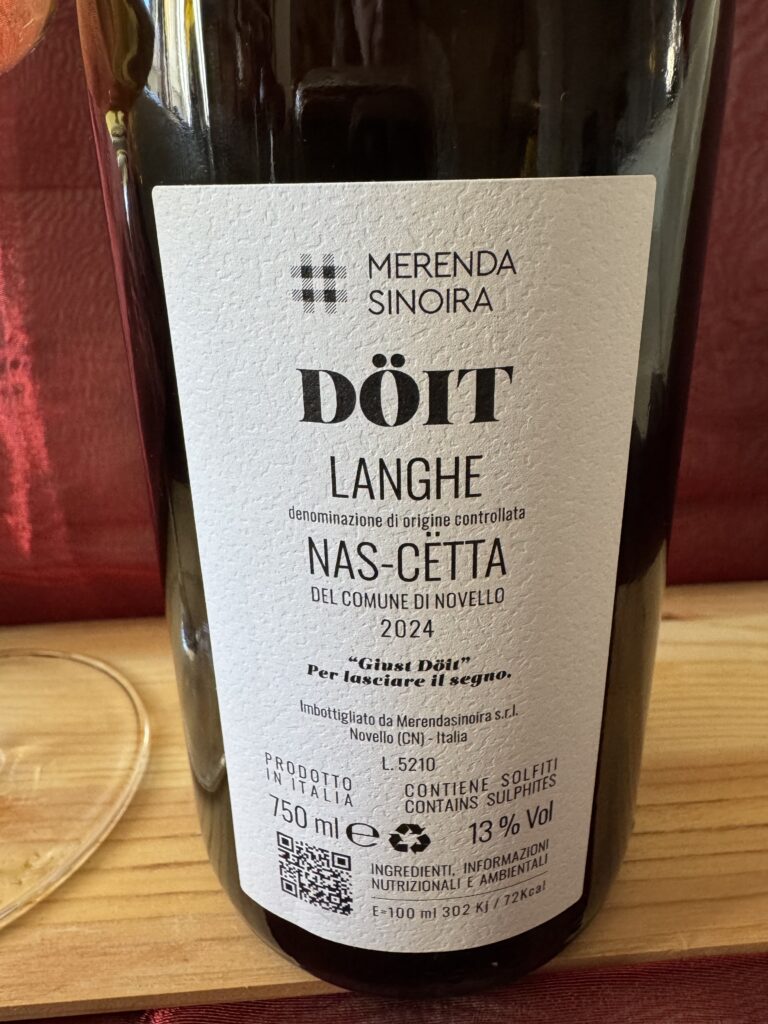 MERENDA
SINOIRA
DÖIT
LANGHE
denominazione di origine controllata
NAS-CËTTA
DEL COMUNE DI NOVELLO
2024
“Giust Döit”
Per lasciare il segno.
Imbottigliato da Merendasinoira s.r.l.
Novello (CN) - Italia
L. 5210
PRODOTTO
IN ITALIA
CONTIENE SOLFITI
CONTAINS SULPHITES
750 ml e
13 % Vol
INGREDIENTI, INFORMAZIONI
NUTRIZIONALI E AMBIENTALI
E=100 ml 302 Kj / 72Kcal